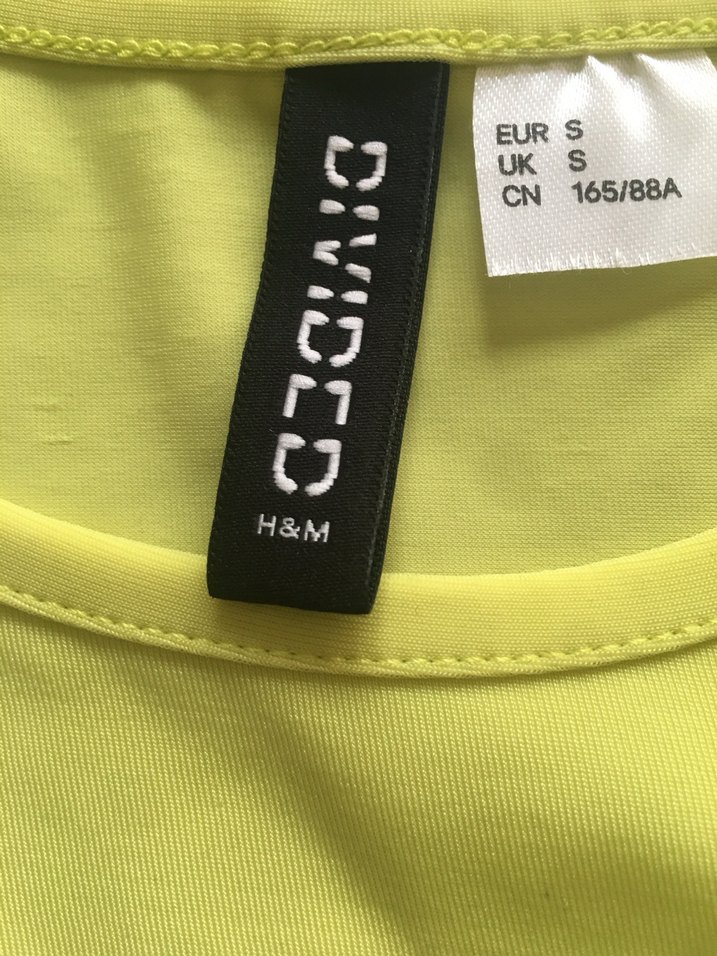 DIVIDED
H&M
EUR S
UK S
CN 165/88A